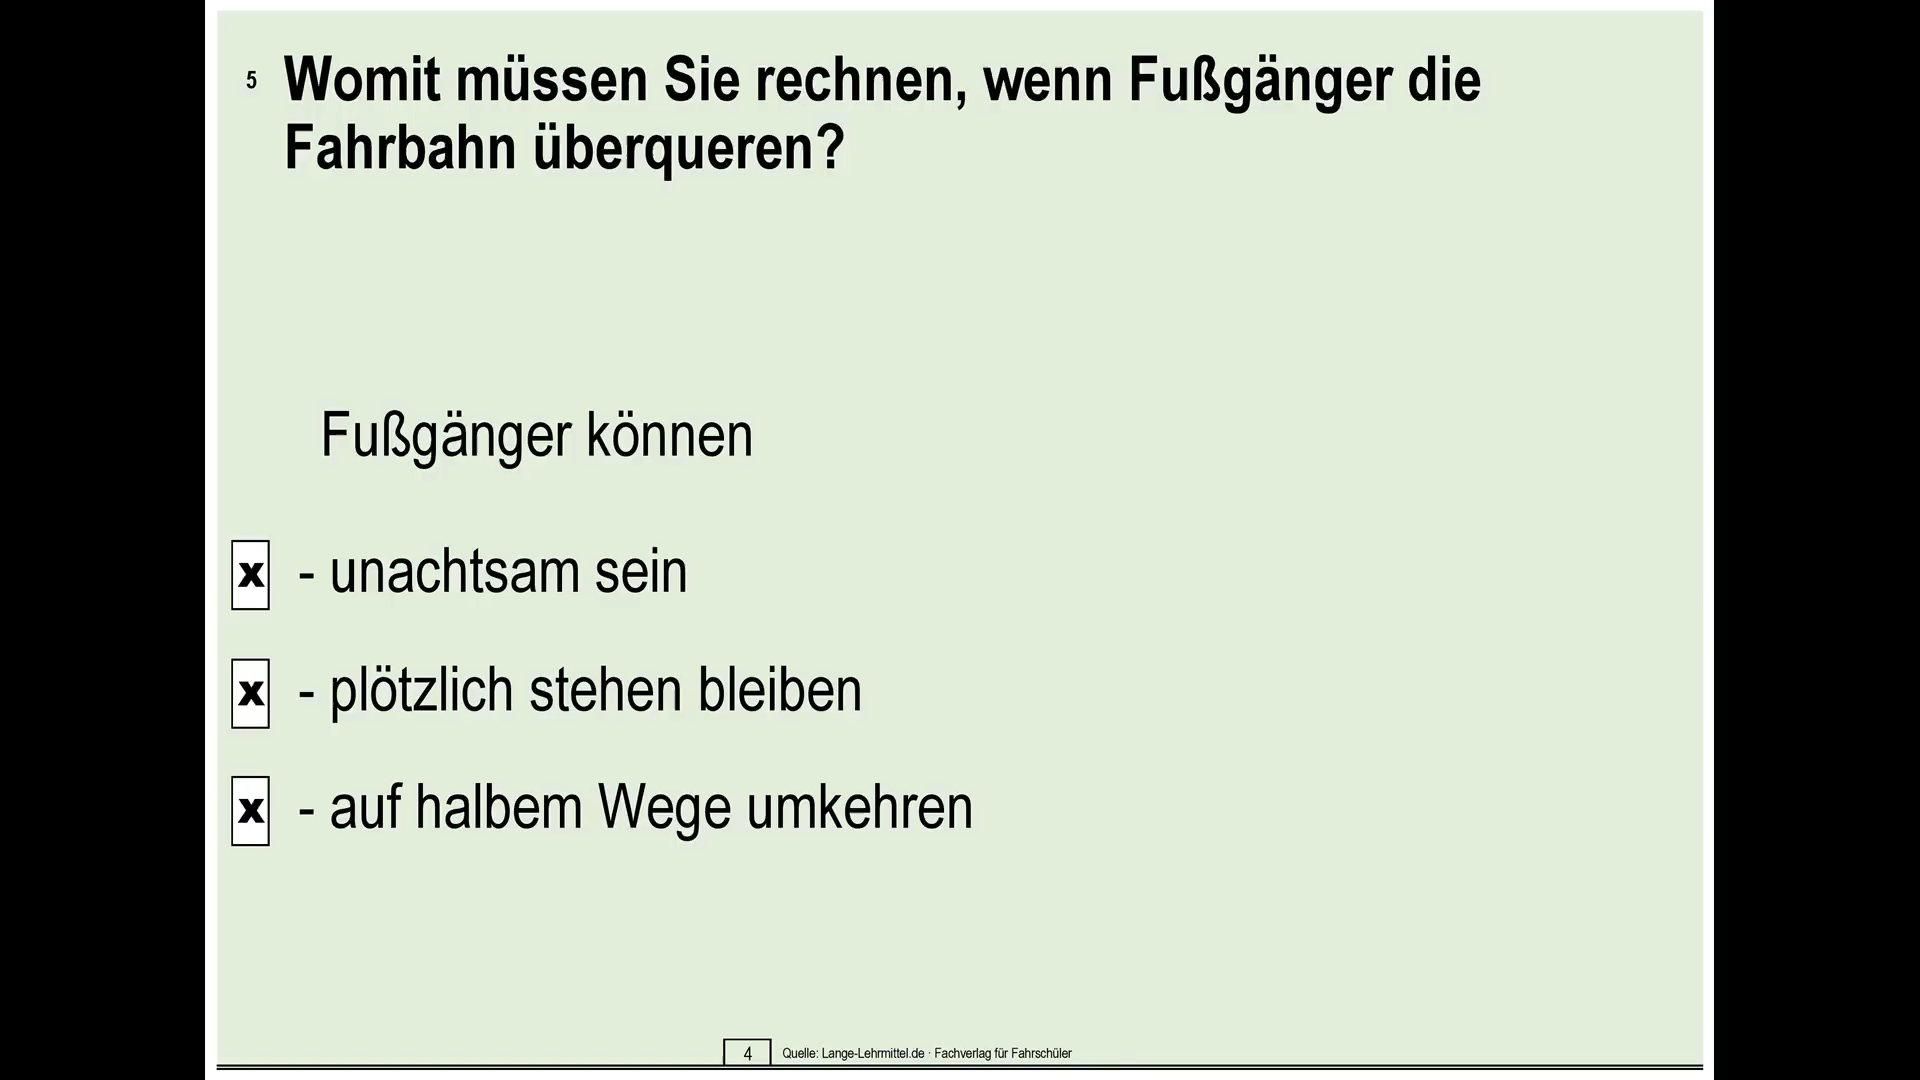 5 Womit müssen Sie rechnen, wenn Fußgänger die
Fahrbahn überqueren?
Fußgänger können
x - unachtsam sein
x - plötzlich stehen bleiben
x - auf halbem Wege umkehren
4 Quelle: Lange-Lehrmittel.de · Fachverlag für Fahrschüler